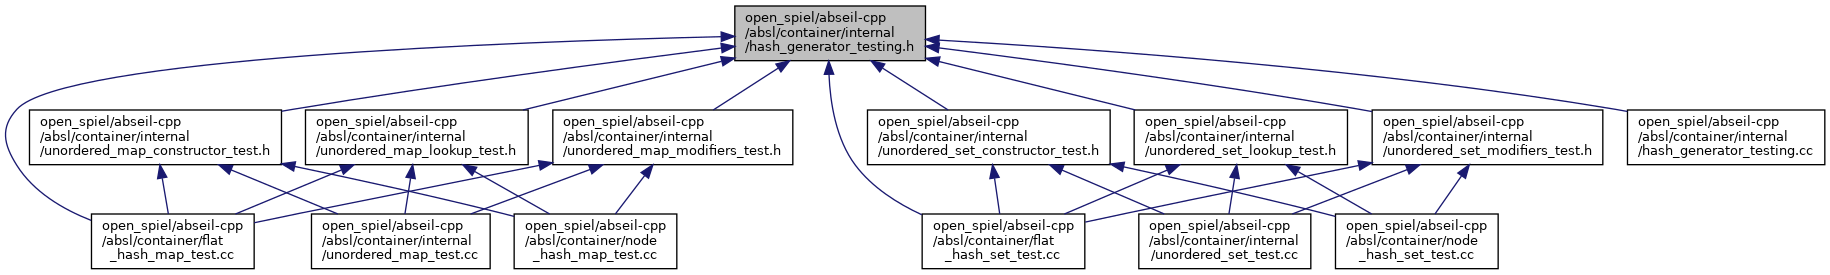 open_spiel/abseil-cpp
/absl/container/internal
/hash_generator_testing.h
open_spiel/abseil-cpp
/absl/container/internal
/unordered_map_constructor_test.h
open_spiel/abseil-cpp
/absl/container/internal
/unordered_map_lookup_test.h
open_spiel/abseil-cpp
/absl/container/internal
/unordered_map_modifiers_test.h
open_spiel/abseil-cpp
/absl/container/internal
/unordered_set_constructor_test.h
open_spiel/abseil-cpp
/absl/container/internal
/unordered_set_lookup_test.h
open_spiel/abseil-cpp
/absl/container/internal
/unordered_set_modifiers_test.h
open_spiel/abseil-cpp
/absl/container/internal
/hash_generator_testing.cc
open_spiel/abseil-cpp
/absl/container/flat
_hash_map_test.cc
open_spiel/abseil-cpp
/absl/container/internal
/unordered_map_test.cc
open_spiel/abseil-cpp
/absl/container/node
_hash_map_test.cc
open_spiel/abseil-cpp
/absl/container/flat
_hash_set_test.cc
open_spiel/abseil-cpp
/absl/container/internal
/unordered_set_test.cc
open_spiel/abseil-cpp
/absl/container/node
_hash_set_test.cc